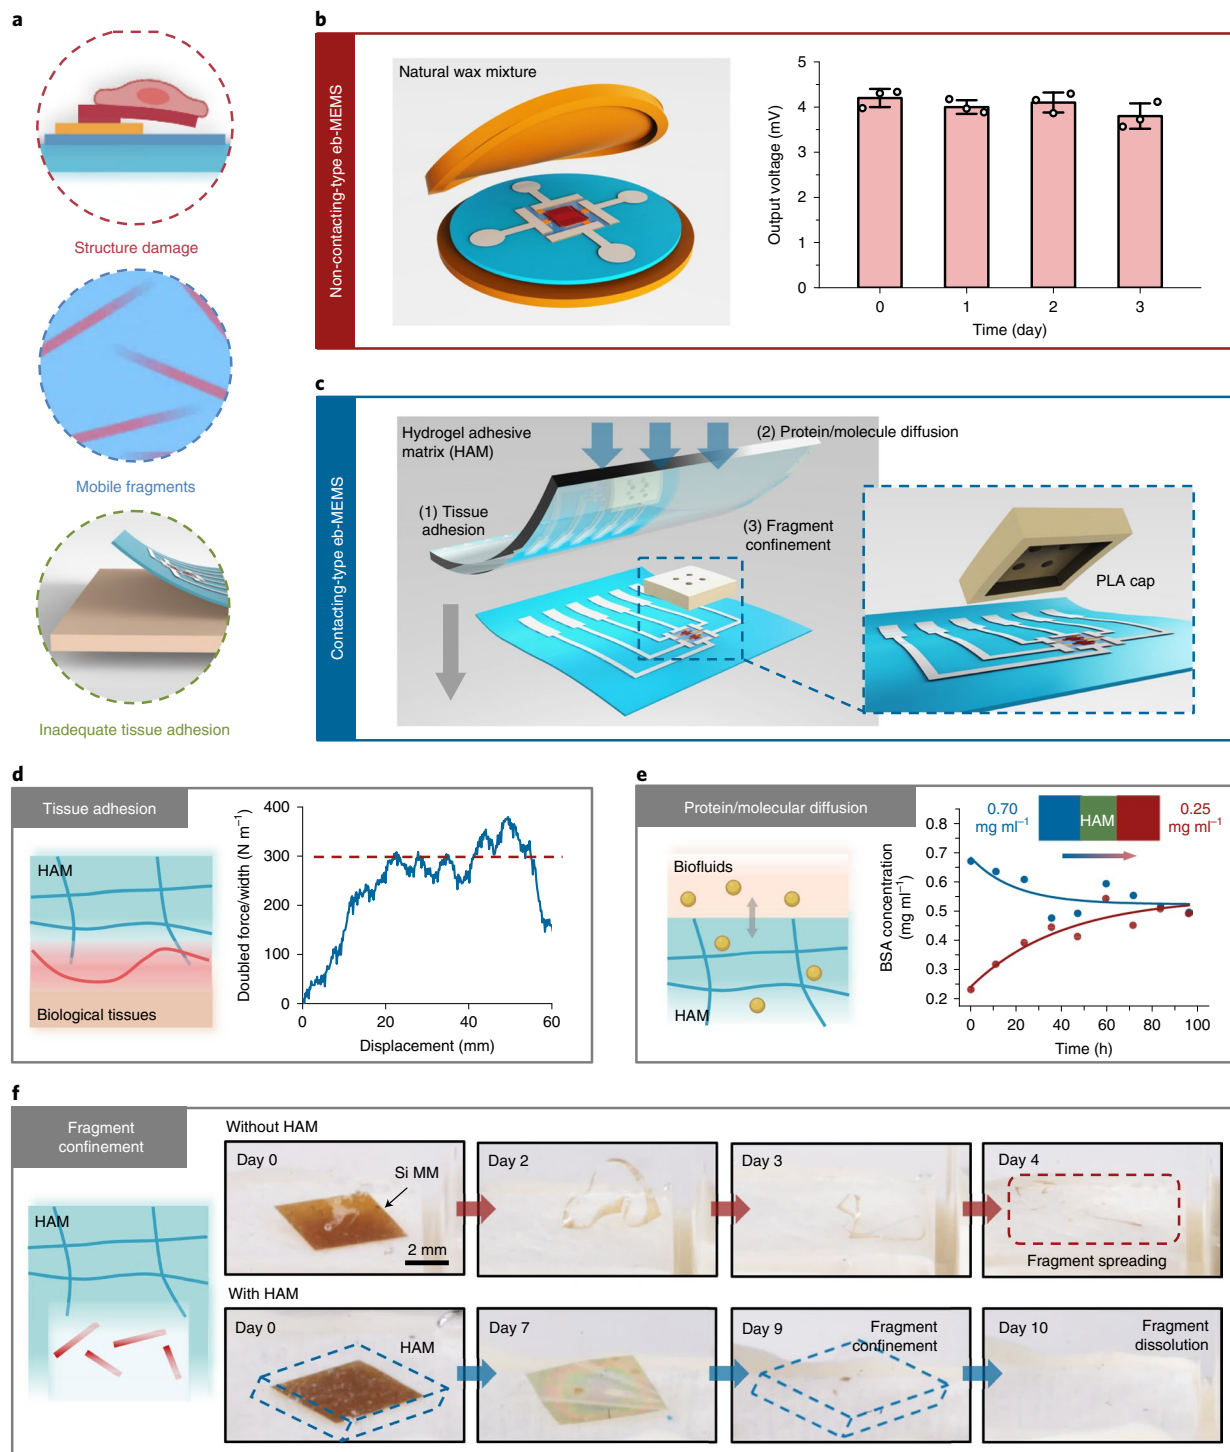 a
Structure damage
Mobile fragments
Inadequate tissue adhesion
b
Non-contacting-type eb-MEMS
Natural wax mixture
Output voltage (mV)
5
4
3
2
1
0
0 1 2 3
Time (day)
c
Contacting-type eb-MEMS
Hydrogel adhesive
matrix (HAM)
(2) Protein/molecule diffusion
(1) Tissue
adhesion
(3) Fragment
confinement
PLA cap
d
Tissue adhesion
HAM
Biological tissues
Doubled force/width (N m−1)
400
300
200
100
0
0 20 40 60
Displacement (mm)
e
Protein/molecular diffusion
Biofluids
HAM
BSA concentration
(mg ml−1)
0.8
0.7
0.6
0.5
0.4
0.3
0.2
0.70
mg ml−1
HAM
0.25
mg ml−1
0 20 40 60 80 100
Time (h)
f
Fragment
confinement
HAM
Without HAM
Day 0
Si MM
2 mm
Day 2
Day 3
Day 4
Fragment spreading
With HAM
Day 0
HAM
Day 7
Day 9
Fragment
confinement
Day 10
Fragment
dissolution